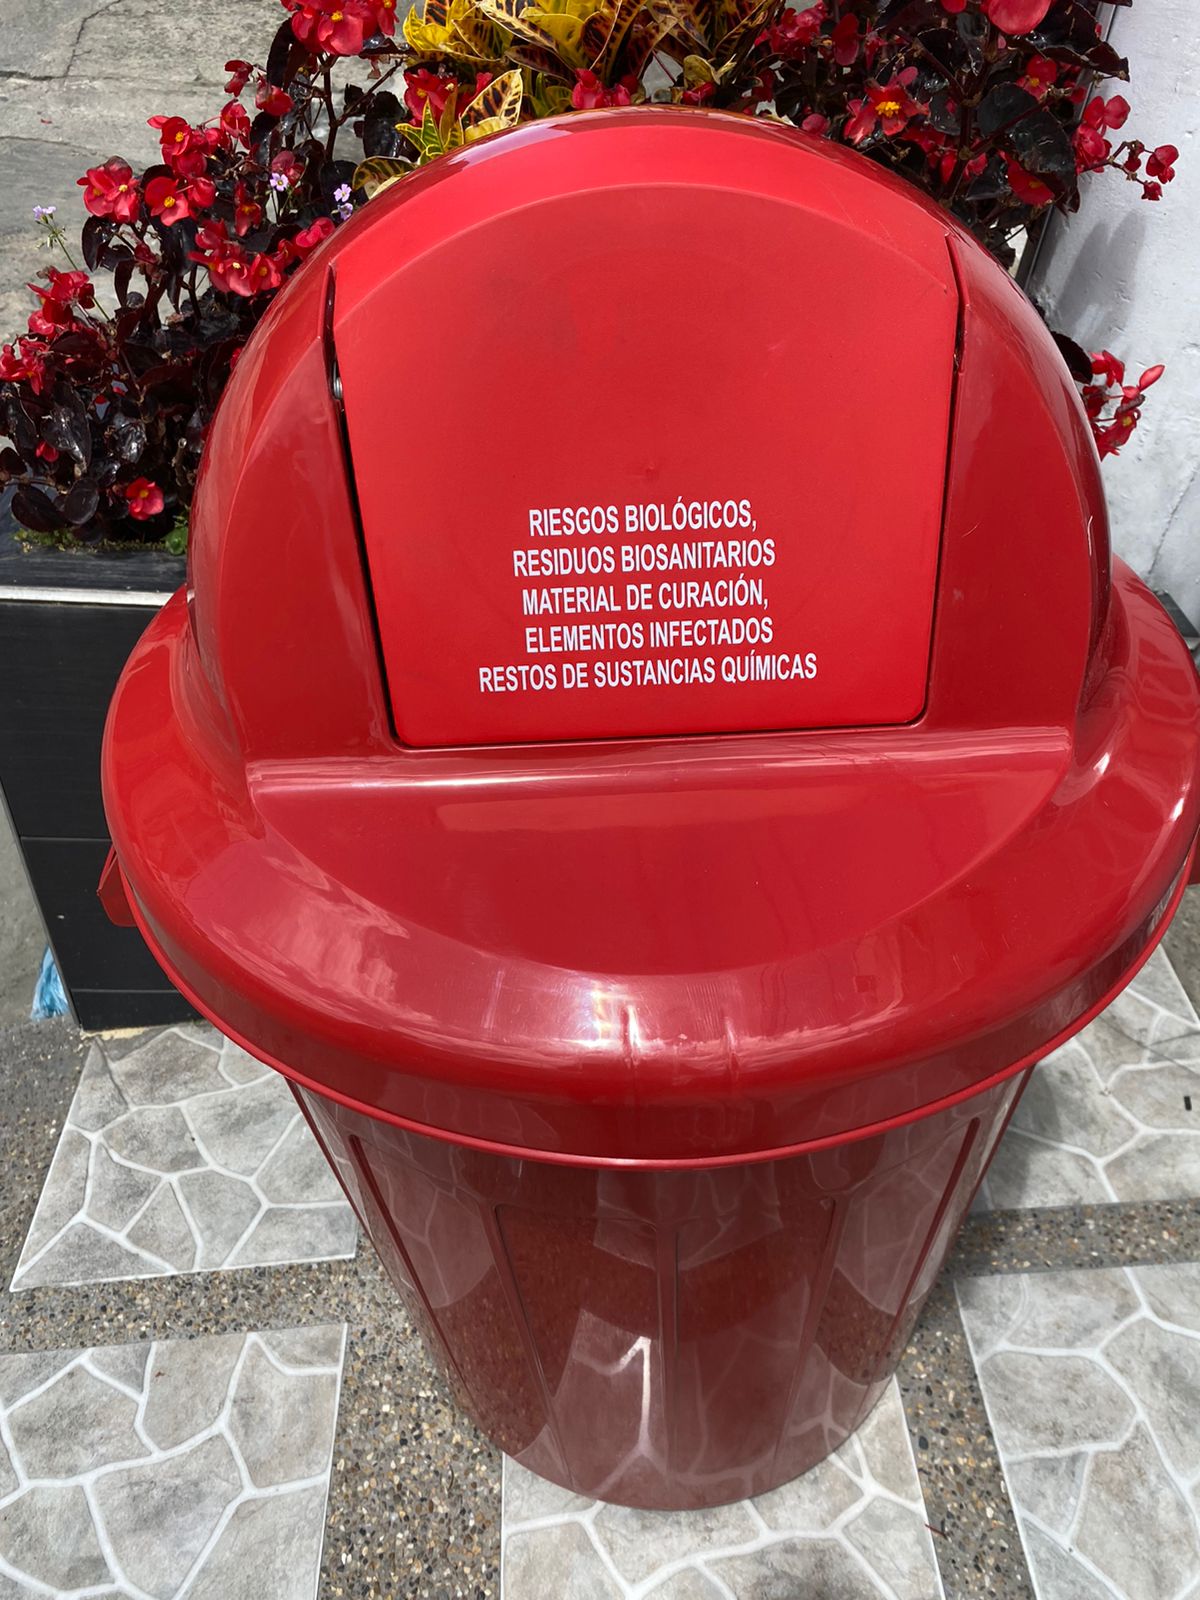 RIESGOS BIOLÓGICOS,
RESIDUOS BIOSANITARIOS
MATERIAL DE CURACIÓN,
ELEMENTOS INFECTADOS
RESTOS DE SUSTANCIAS QUÍMICAS